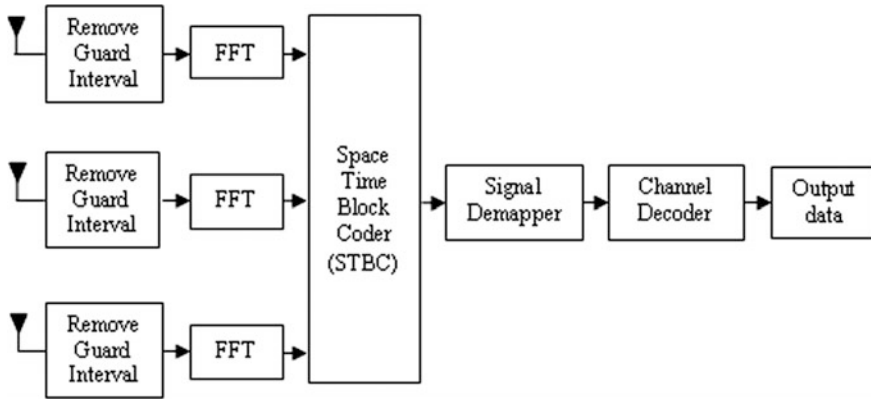 Remove
Guard
Interval
FFT
Remove
Guard
Interval
FFT
Remove
Guard
Interval
FFT
Space
Time
Block
Coder
(STBC)
Signal
Demapper
Channel
Decoder
Output
data